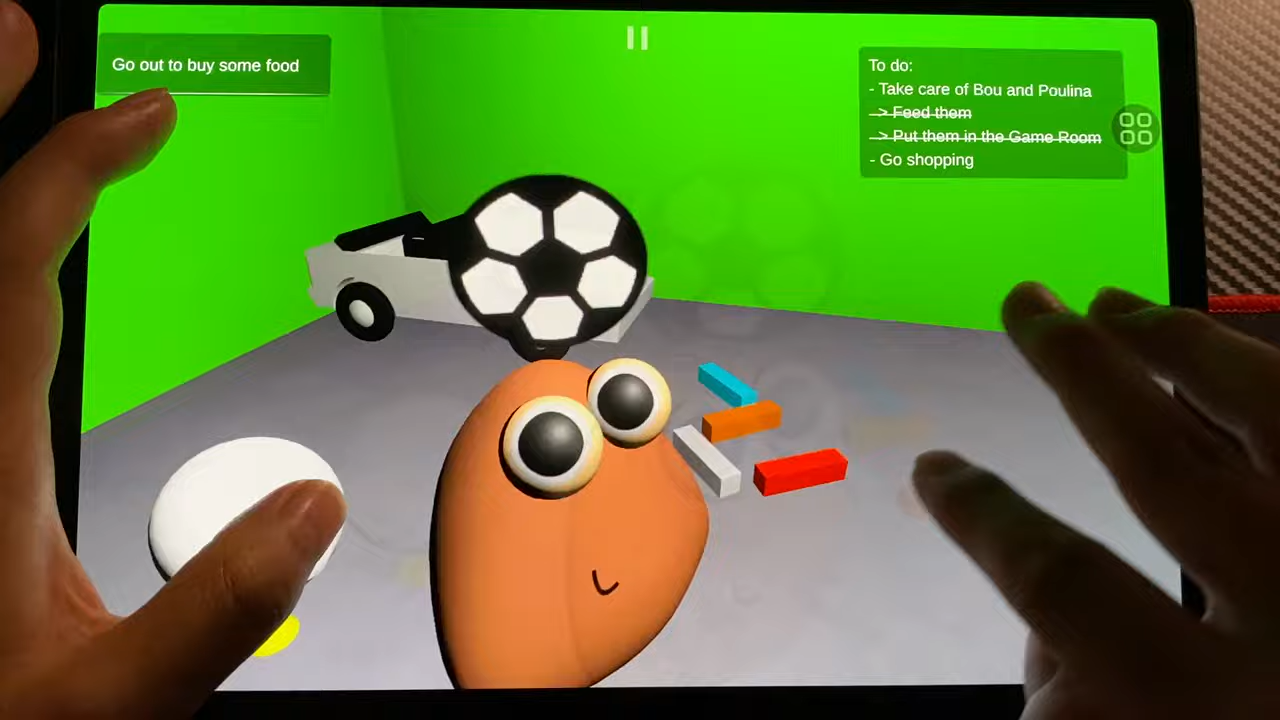 Go out to buy some food
To do:
- Take care of Bou and Poulina
-> Feed them
-> Put them in the Game Room
- Go shopping